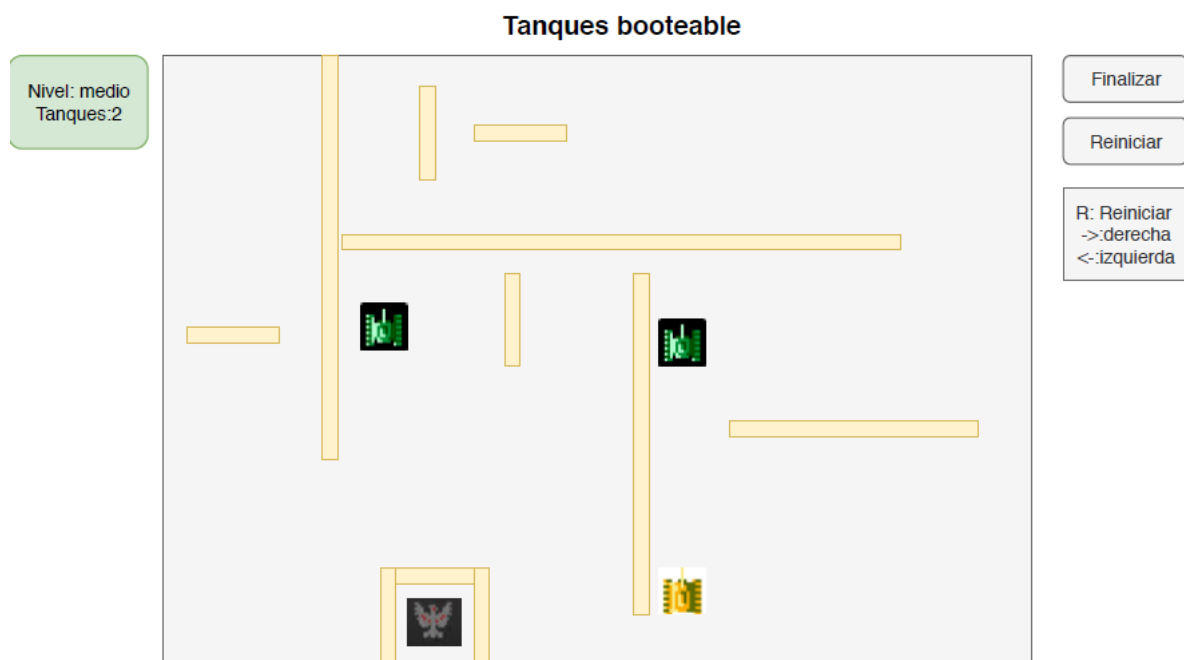 Tanques booteable
Nivel: medio
Tanques:2
Finalizar
Reiniciar
R: Reiniciar
->:derecha
<-:izquierda